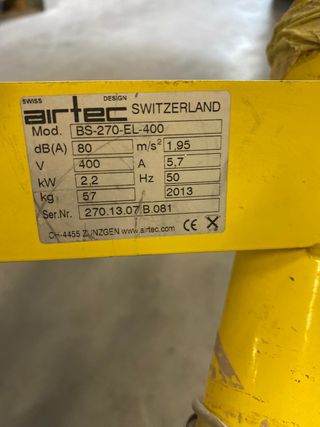 SWISS DESIGN
airtec SWITZERLAND
Mod. BS-270-EL-400
dB(A) 80 m/s² 1.95
V 400 A 5,7
kW 2,2 Hz 50
kg 57 2013
Ser.Nr. 270.13.07.B.081
CH-4455 ZUNZGEN www.airtec.com CE